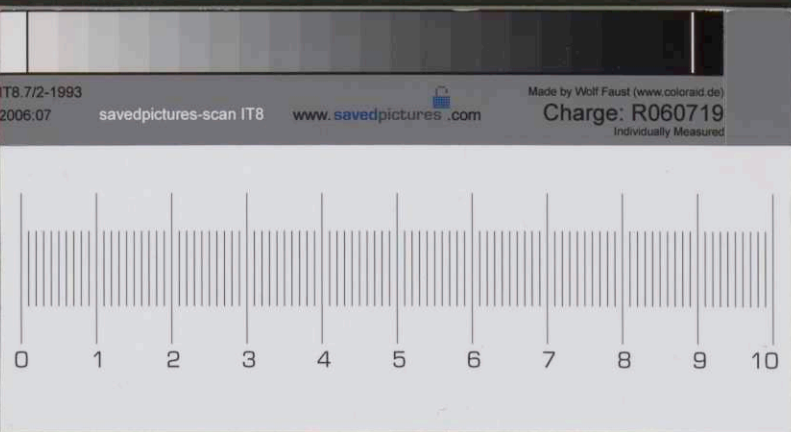 IT8.7/2-1993
2006:07
savedpictures-scan IT8
www.savedpictures.com
Made by Wolf Faust (www.coloraid.de)
Charge: R060719
Individually Measured
0 1 2 3 4 5 6 7 8 9 10